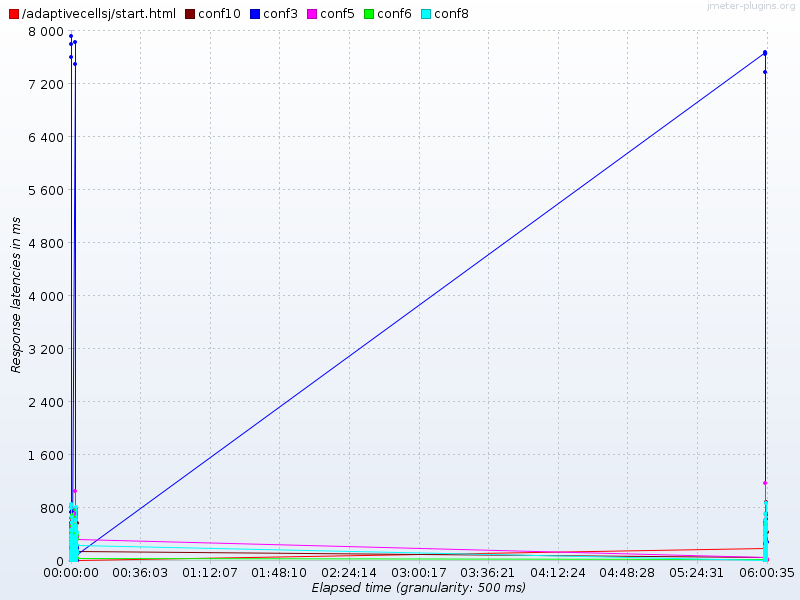 jmeter-plugins.org
/adaptivecellsj/start.html conf10 conf3 conf5 conf6 conf8
8 000
7 200
6 400
5 600
4 800
4 000
3 200
2 400
1 600
800
0
Response latencies in ms
00:00:00 00:36:03 01:12:07 01:48:10 02:24:14 03:00:17 03:36:21 04:12:24 04:48:28 05:24:31 06:00:35
Elapsed time (granularity: 500 ms)